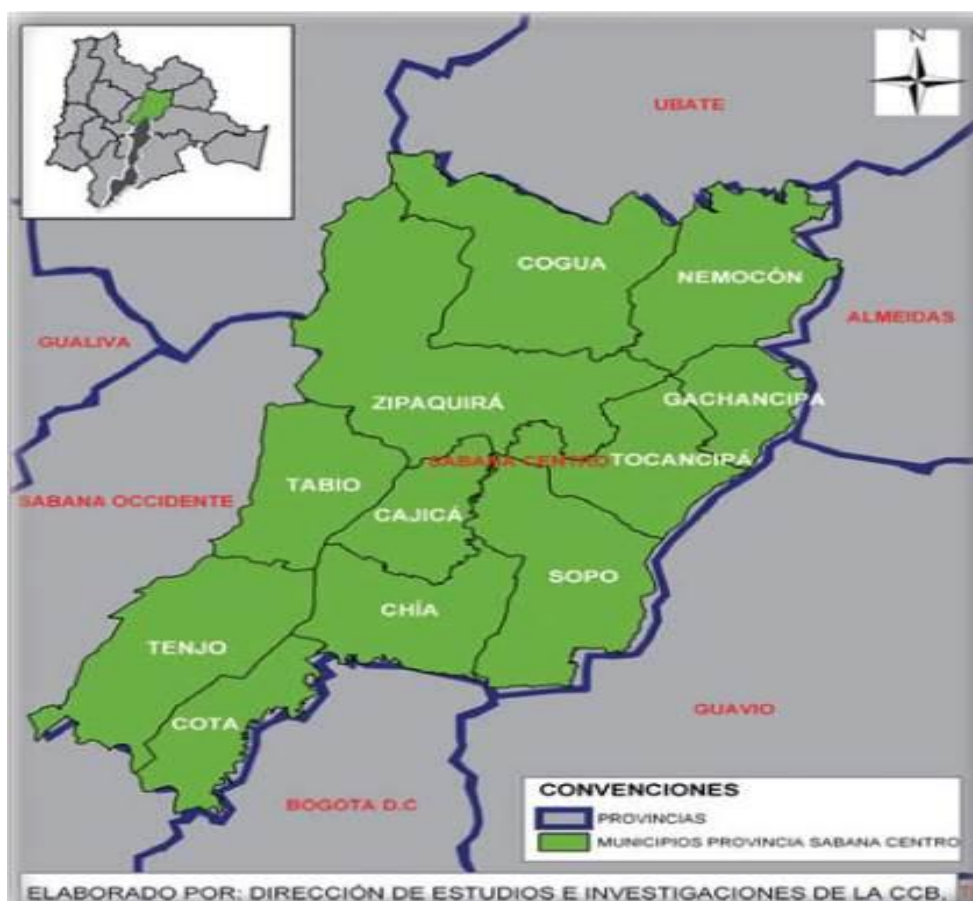 N
UBATE
COGUA
NEMOCÓN
ALMEIDAS
GUALIVA
ZIPAQUIRÁ
GACHANCIPA
SABANA CENTRO
TOCANCIPÁ
TABIO
SABANA OCCIDENTE
CAJICÁ
SOPO
CHÍA
TENJO
GUAVIO
COTA
BOGOTA D.C
CONVENCIONES
PROVINCIAS
MUNICIPIOS PROVINCIA SABANA CENTRO
ELABORADO POR: DIRECCIÓN DE ESTUDIOS E INVESTIGACIONES DE LA CCB.